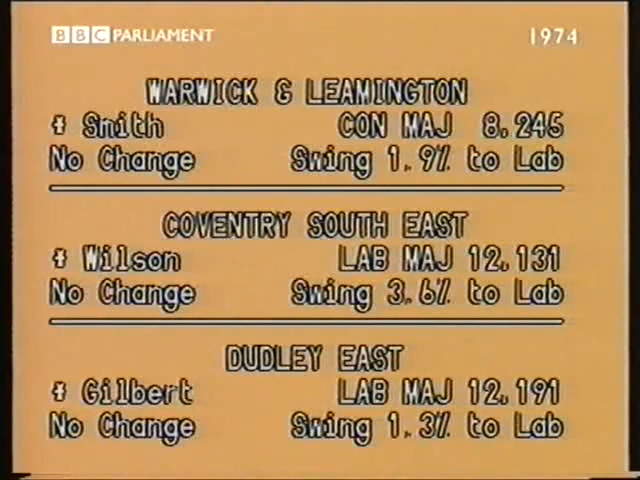 BBC PARLIAMENT 1974
WARWICK & LEAMINGTON
* Smith CON MAJ 8.245
No Change Swing 1.9% to Lab
COVENTRY SOUTH EAST
* Wilson LAB MAJ 12.131
No Change Swing 3.6% to Lab
DUDLEY EAST
* Gilbert LAB MAJ 12.191
No Change Swing 1.3% to Lab